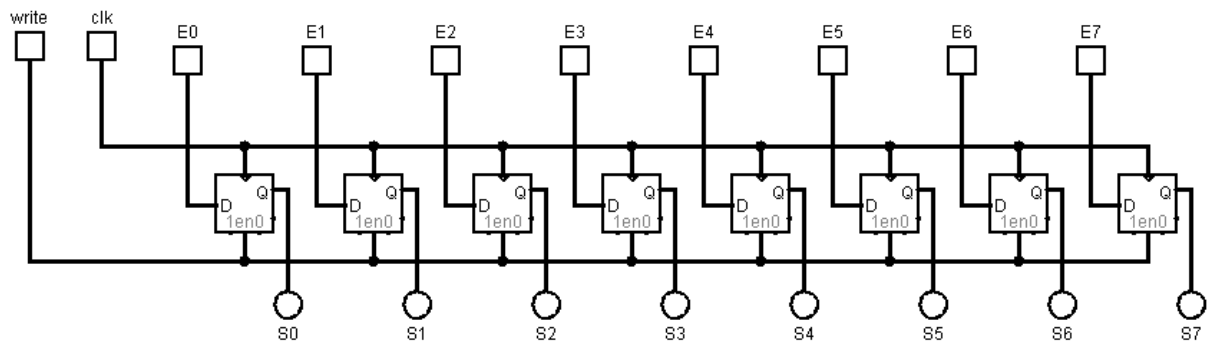 write clk E0 E1 E2 E3 E4 E5 E6 E7
Q Q Q Q Q Q Q Q
D D D D D D D D
1en0 1en0 1en0 1en0 1en0 1en0 1en0 1en0
S0 S1 S2 S3 S4 S5 S6 S7